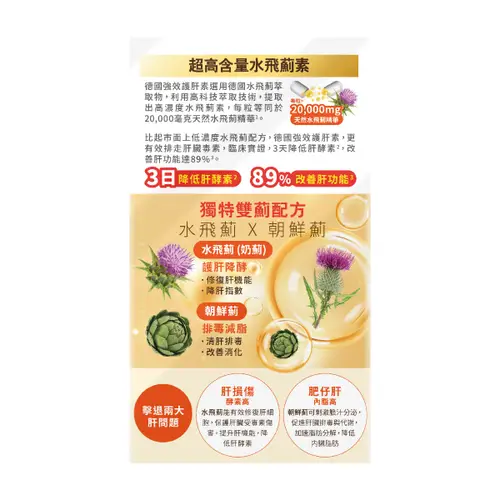 超高含量水飛薊素
德國強效護肝素選用德國水飛薊萃
取物，利用高科技萃取技術，提取
出高濃度水飛薊素，每粒等同於
20,000毫克天然水飛薊精華¹。
每粒=
20,000mg
天然水飛薊精華
比起市面上低濃度水飛薊配方，德國強效護肝素，更
有效排走肝臟毒素，臨床實證，3天降低肝酵素²，改
善肝功能達89%³。
3日降低肝酵素² 89%改善肝功能³
獨特雙薊配方
水飛薊 X 朝鮮薊
水飛薊(奶薊)
護肝降酵
·修復肝機能
·降肝指數
朝鮮薊
排毒減脂
·清肝排毒
·改善消化
擊退兩大
肝問題
肝損傷
酵素高
水飛薊能有效修復肝細
胞，保護肝臟受毒素傷
害，提升肝機能，降
低肝酵素
肥仔肝
內脂高
朝鮮薊可刺激膽汁分泌，
促進肝臟排毒與代謝，
加速脂肪分解，降低
內臟脂肪